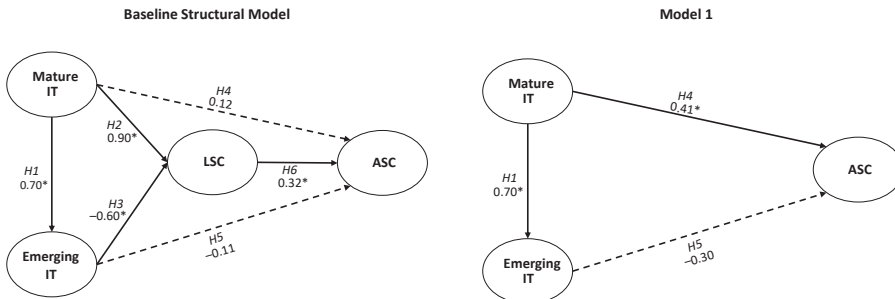 Baseline Structural Model
Mature
IT
H4
0.12
H2
0.90*
H1
0.70*
LSC
H6
0.32*
ASC
H3
−0.60*
H5
−0.11
Emerging
IT
Model 1
Mature
IT
H4
0.41*
H1
0.70*
ASC
H5
−0.30
Emerging
IT